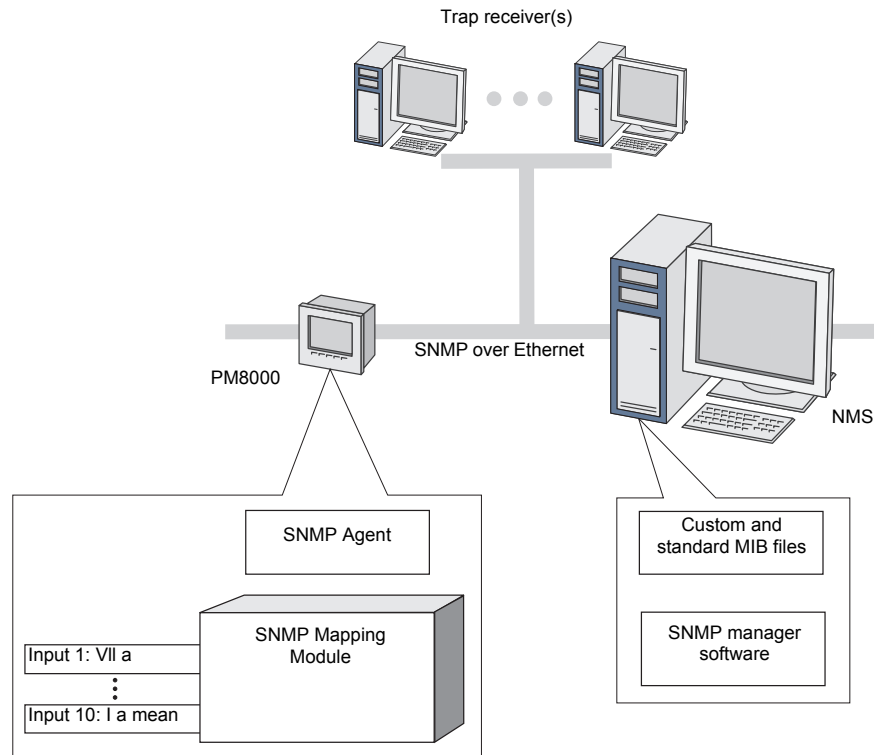 Trap receiver(s)
SNMP over Ethernet
PM8000
NMS
SNMP Agent
Custom and
standard MIB files
SNMP Mapping
Module
SNMP manager
software
Input 1: Vll a
Input 10: I a mean